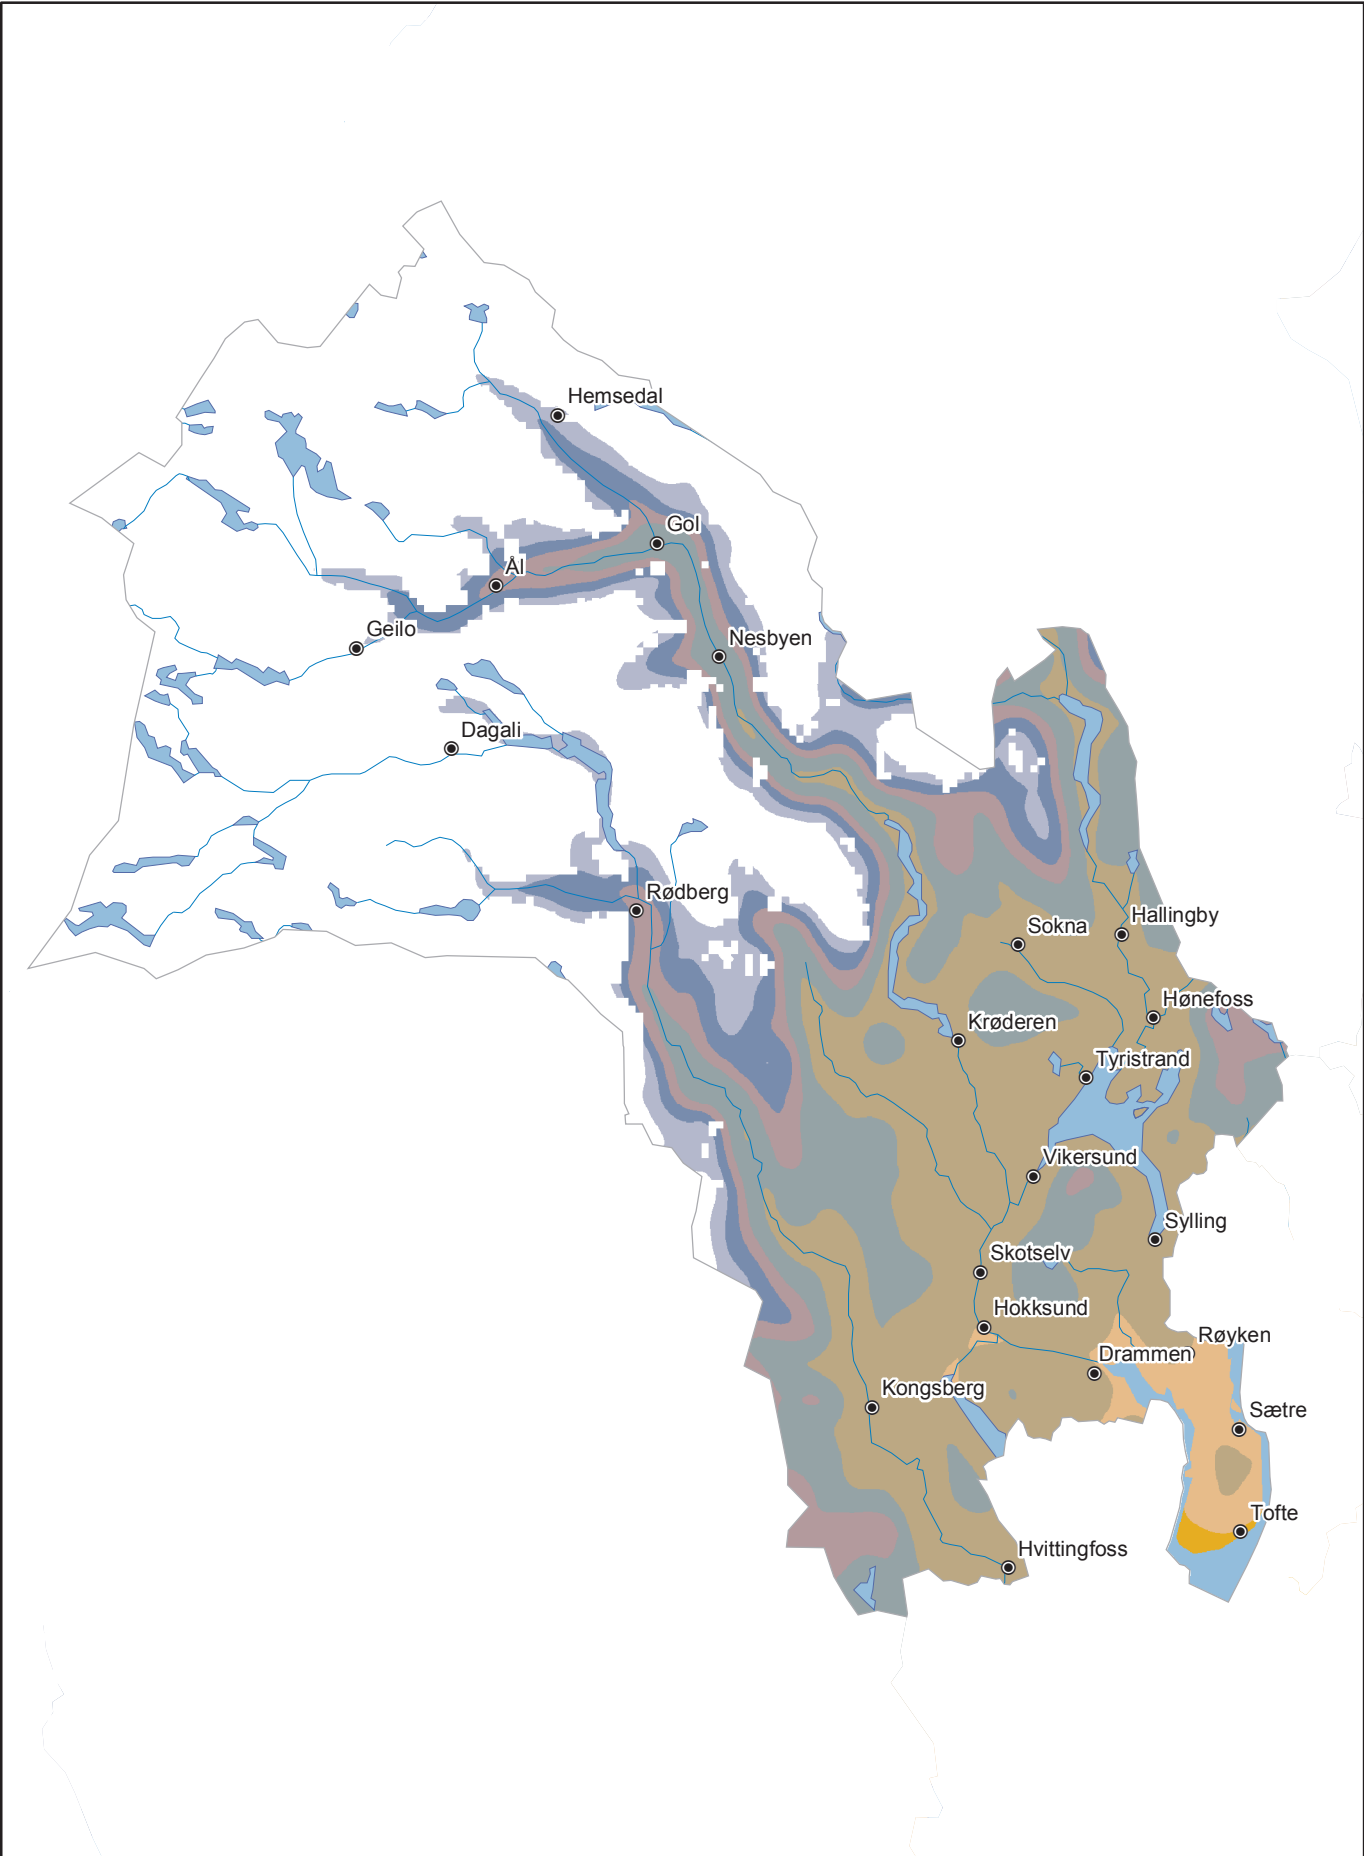 Hemsedal
Gol
Ål
Geilo
Nesbyen
Dagali
Rødberg
Sokna
Hallingby
Hønefoss
Krøderen
Tyristrand
Vikersund
Sylling
Skotselv
Hokksund
Røyken
Drammen
Kongsberg
Sætre
Tofte
Hvittingfoss